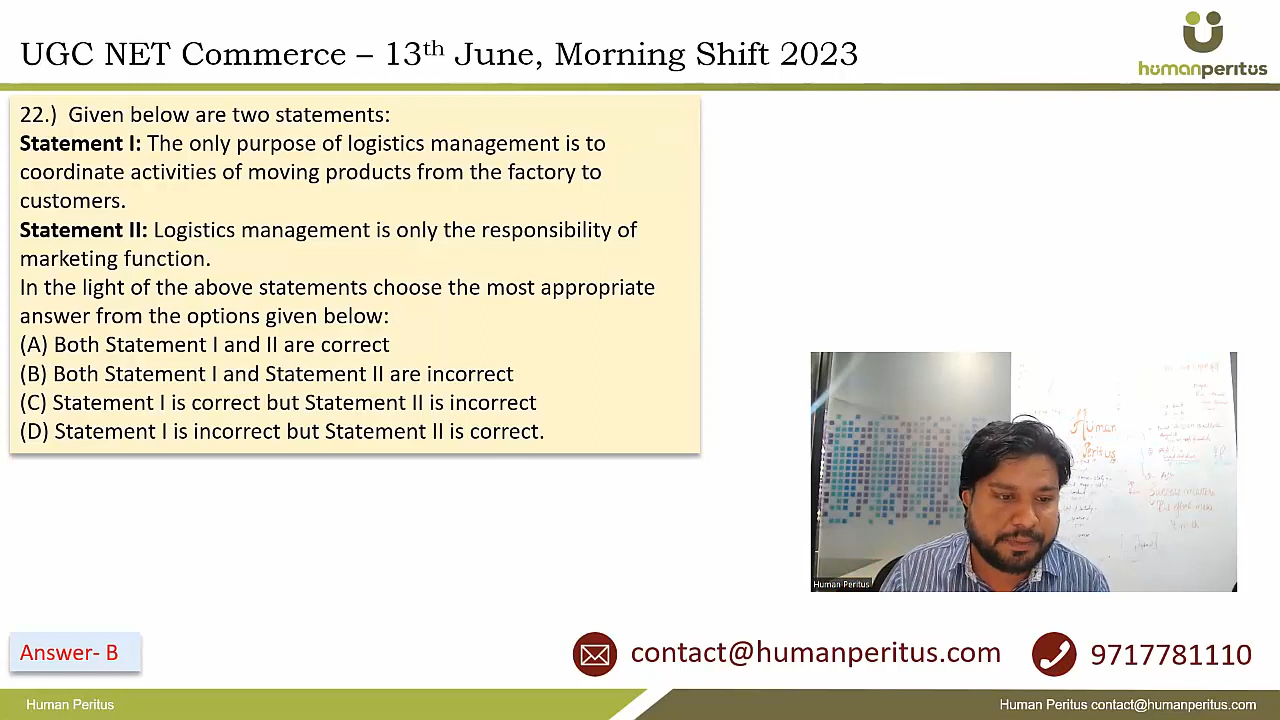 UGC NET Commerce – 13th June, Morning Shift 2023
humanperitus
22.) Given below are two statements:
Statement I: The only purpose of logistics management is to
coordinate activities of moving products from the factory to
customers.
Statement II: Logistics management is only the responsibility of
marketing function.
In the light of the above statements choose the most appropriate
answer from the options given below:
(A) Both Statement I and II are correct
(B) Both Statement I and Statement II are incorrect
(C) Statement I is correct but Statement II is incorrect
(D) Statement I is incorrect but Statement II is correct.
Human
Peritus
Human Peritus
Answer- B
contact@humanperitus.com
9717781110
Human Peritus
Human Peritus contact@humanperitus.com